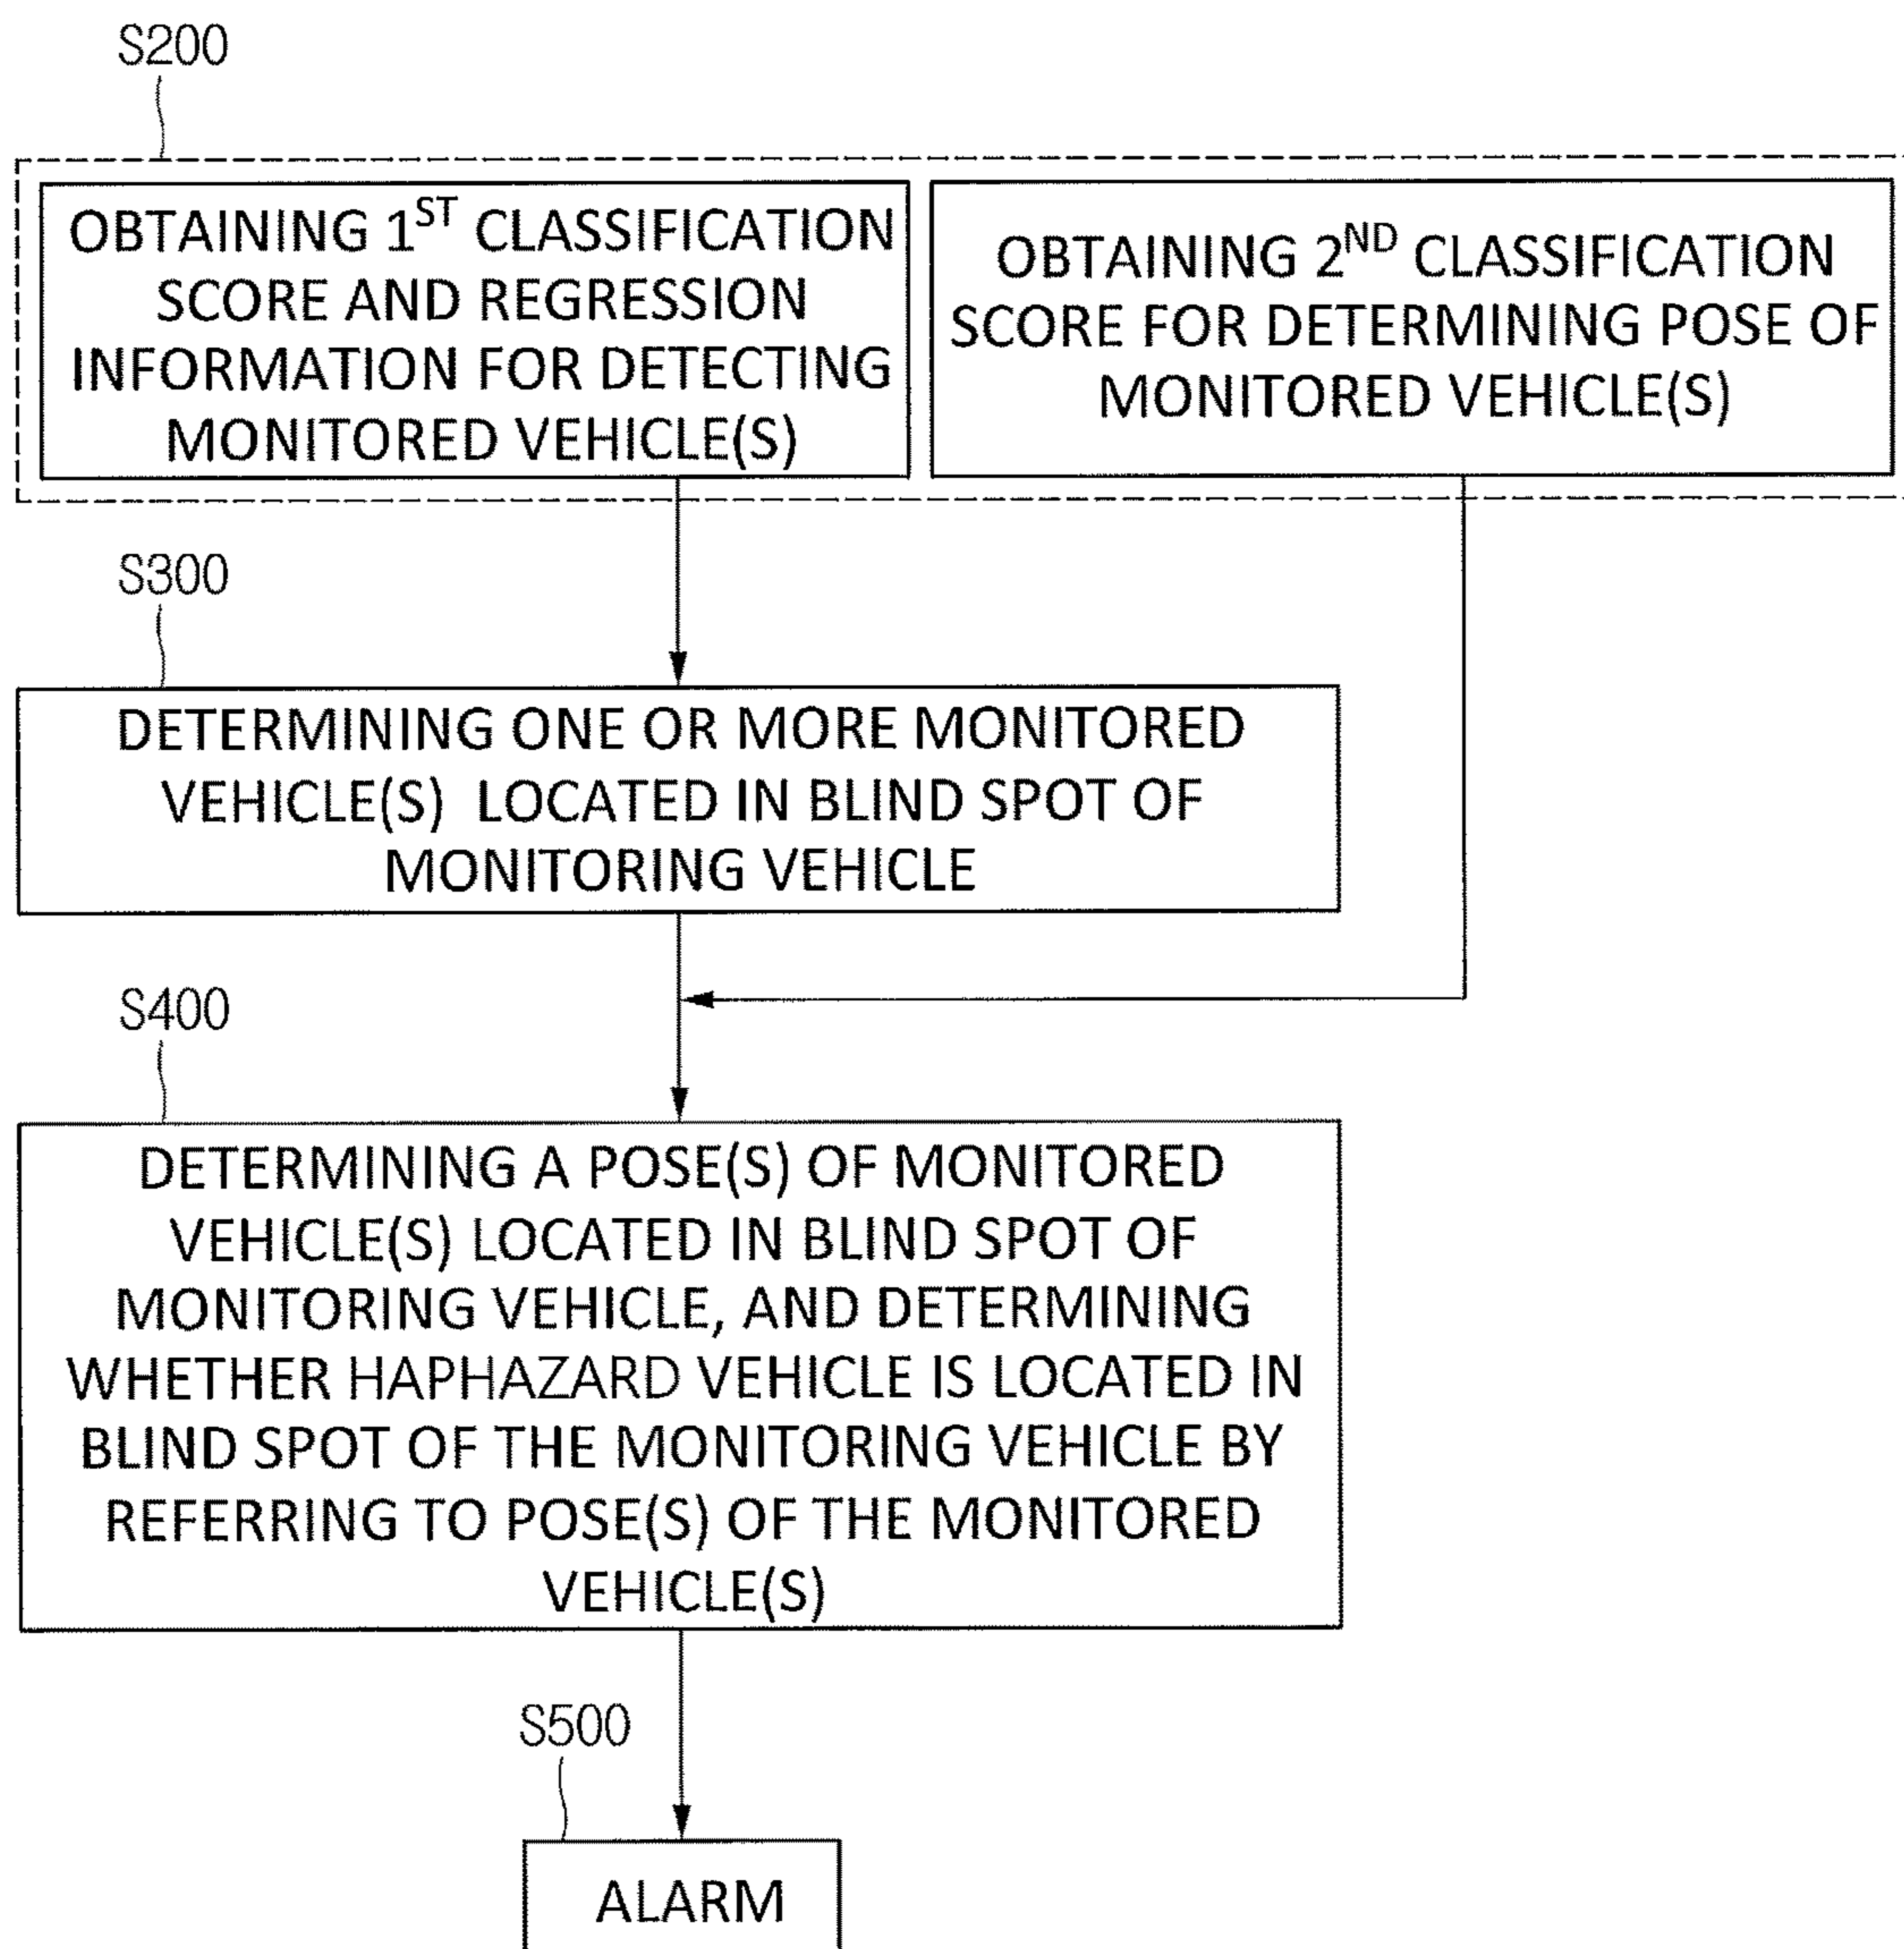 S200
OBTAINING 1ST CLASSIFICATION
SCORE AND REGRESSION
INFORMATION FOR DETECTING
MONITORED VEHICLE(S)
OBTAINING 2ND CLASSIFICATION
SCORE FOR DETERMINING POSE OF
MONITORED VEHICLE(S)
S300
DETERMINING ONE OR MORE MONITORED
VEHICLE(S) LOCATED IN BLIND SPOT OF
MONITORING VEHICLE
S400
DETERMINING A POSE(S) OF MONITORED
VEHICLE(S) LOCATED IN BLIND SPOT OF
MONITORING VEHICLE, AND DETERMINING
WHETHER HAPHAZARD VEHICLE IS LOCATED IN
BLIND SPOT OF THE MONITORING VEHICLE BY
REFERRING TO POSE(S) OF THE MONITORED
VEHICLE(S)
S500
ALARM